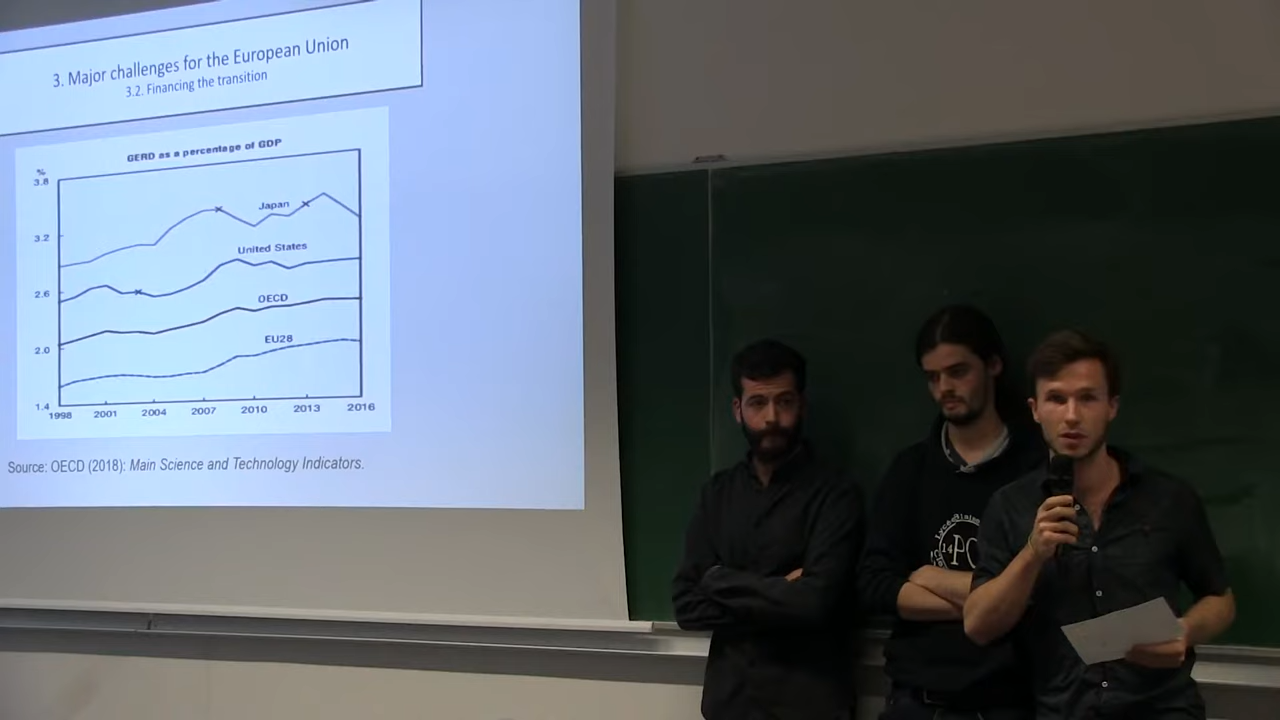 3. Major challenges for the European Union
3.2. Financing the transition
GERD as a percentage of GDP
%
3.8
3.2
2.6
2.0
1.4
Japan
United States
OECD
EU28
1998 2001 2004 2007 2010 2013 2016
Source: OECD (2018): Main Science and Technology Indicators.
14 PC